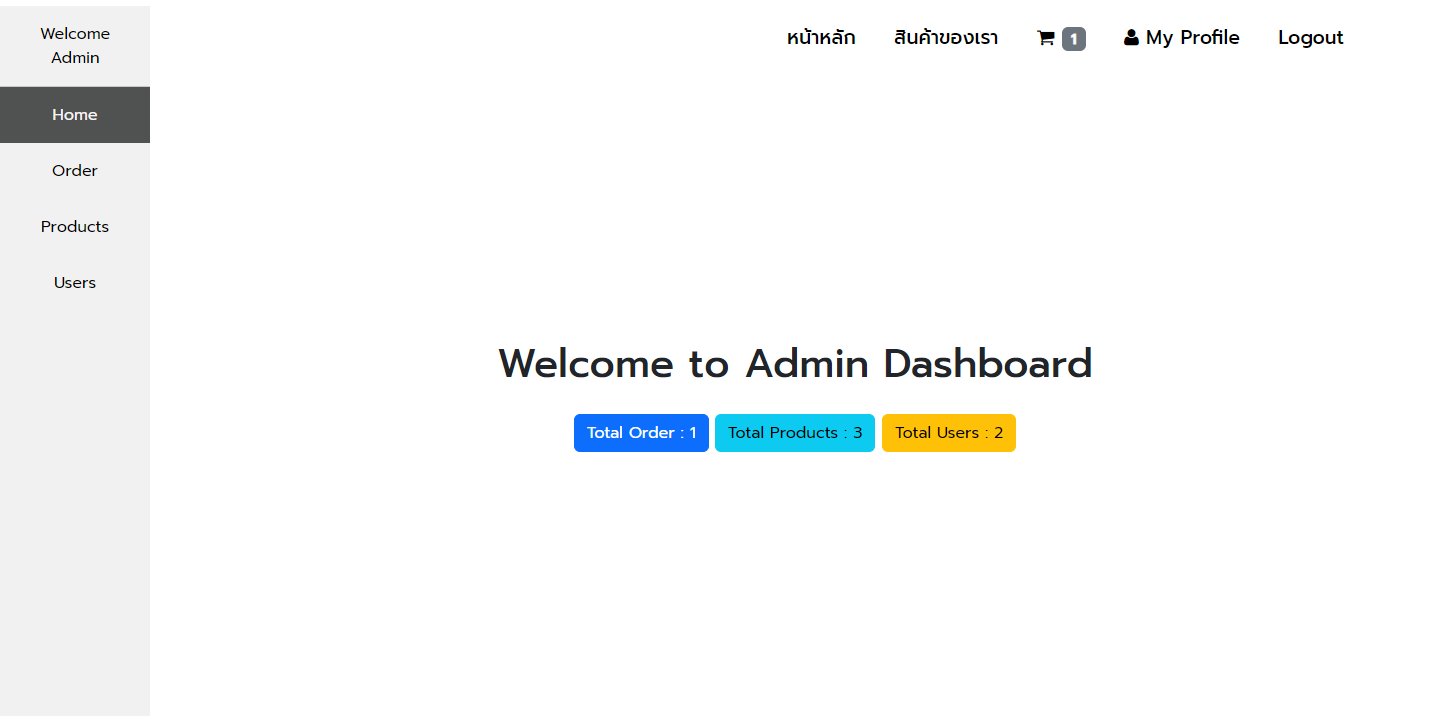 Welcome
Admin
Home
Order
Products
Users
หน้าหลัก สินค้าของเรา 1 My Profile Logout
Welcome to Admin Dashboard
Total Order : 1 Total Products : 3 Total Users : 2